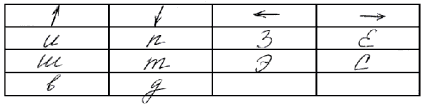 ↑ ↓ ← →
и п З Е
ш т Э С
в д